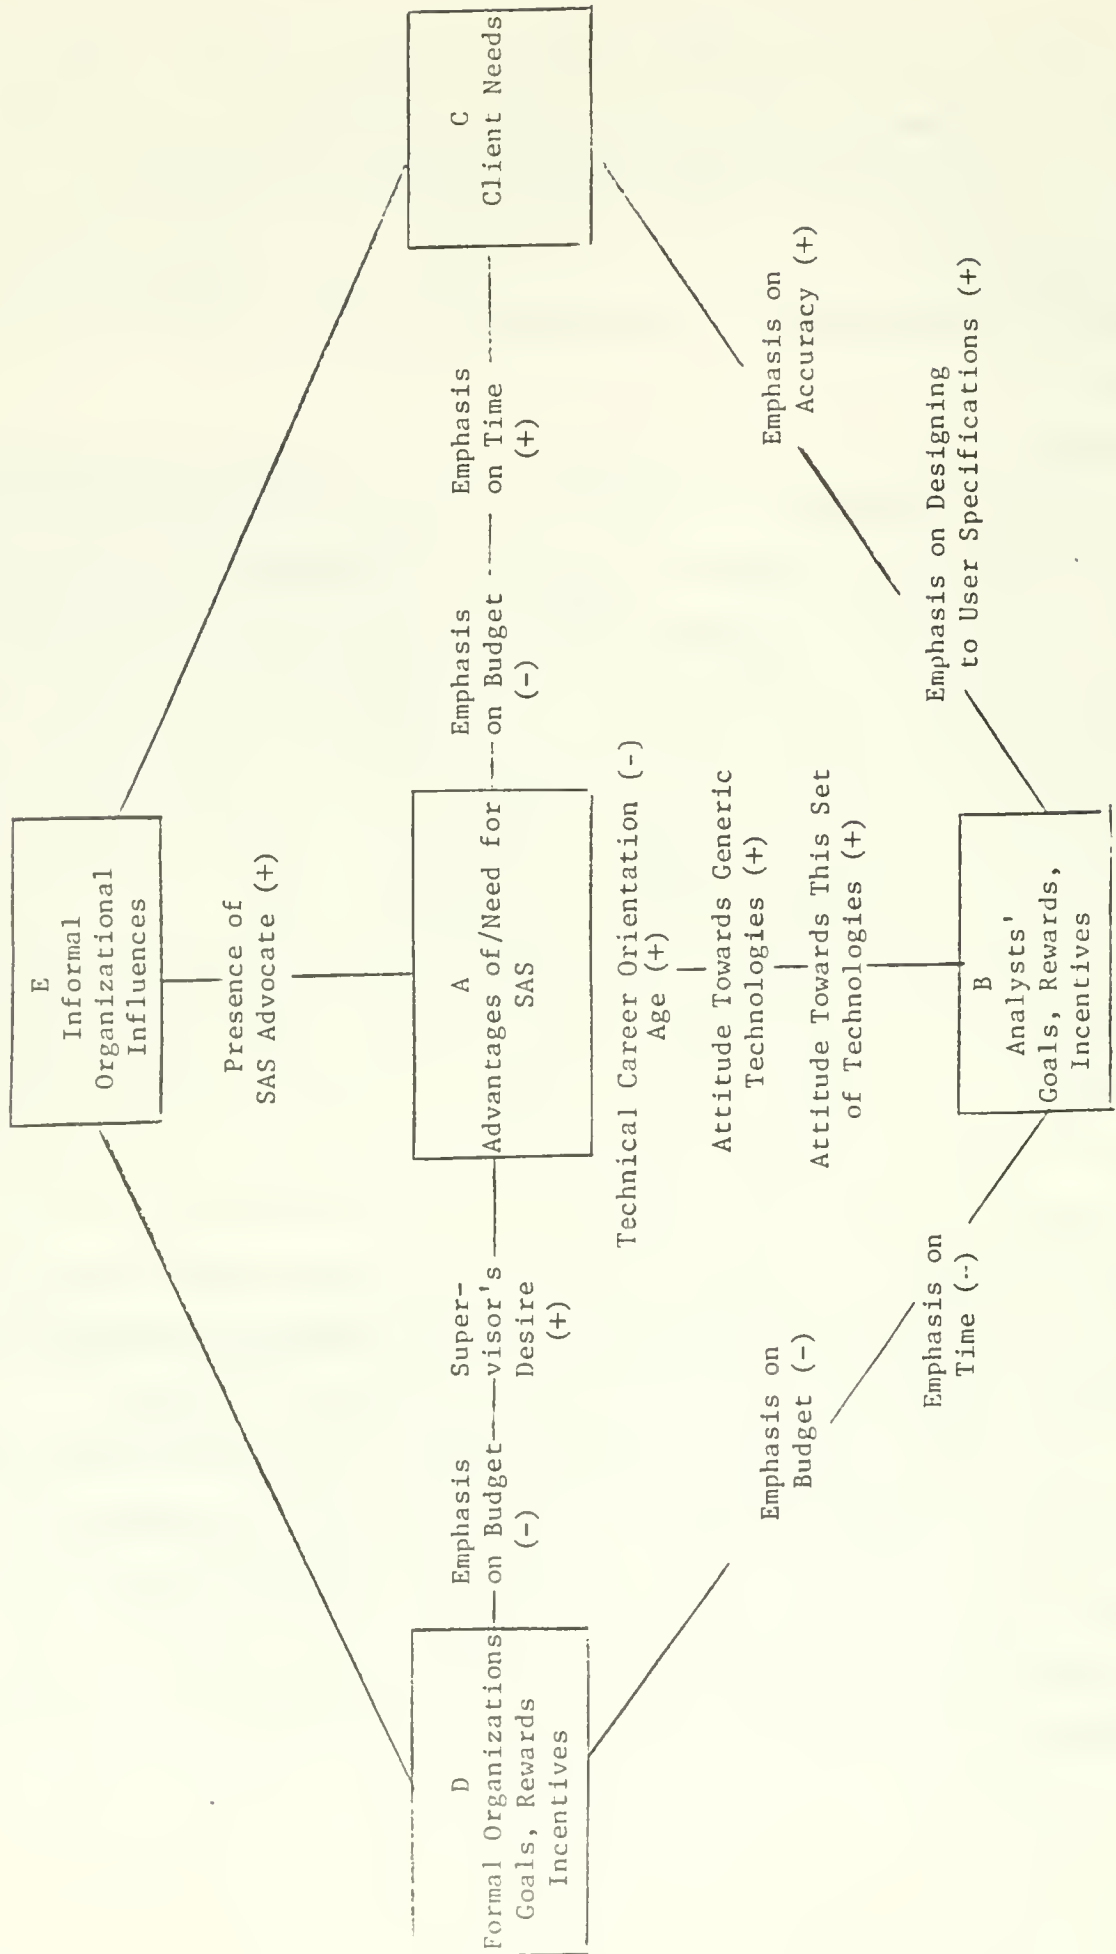 E
Informal
Organizational
Influences
Presence of
SAS Advocate (+)
D
Formal Organizations
Goals, Rewards
Incentives
Emphasis
on Budget
(-)
Super-
visor's
Desire
(+)
A
Advantages of/Need for
SAS
Emphasis
on Budget
(-)
Emphasis
on Time
(+)
C
Client Needs
Technical Career Orientation (-)
Age (+)
Attitude Towards Generic
Technologies (+)
Attitude Towards This Set
of Technologies (+)
Emphasis on
Budget (-)
Emphasis on
Time (-)
Emphasis on
Accuracy (+)
Emphasis on Designing
to User Specifications (+)
B
Analysts'
Goals, Rewards,
Incentives